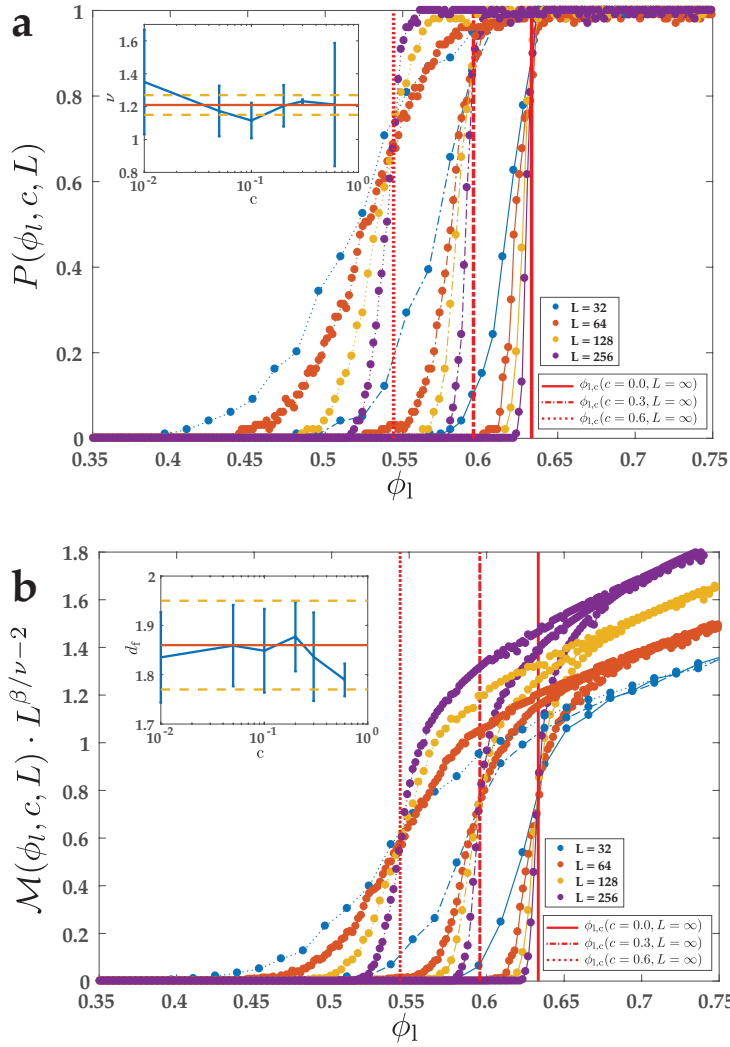 a
P(ϕl, c, L)
1
0.8
0.6
0.4
0.2
0
0.35
0.4
0.45
0.5
0.55
0.6
0.65
0.7
0.75
ϕl
ν
1.6
1.4
1.2
1
0.8
10-2
10-1
100
c
L = 32
L = 64
L = 128
L = 256
ϕl,c(c = 0.0, L = ∞)
ϕl,c(c = 0.3, L = ∞)
ϕl,c(c = 0.6, L = ∞)
b
M(ϕl, c, L) · Lβ/ν−2
1.8
1.6
1.4
1.2
1
0.8
0.6
0.4
0.2
0
0.35
0.4
0.45
0.5
0.55
0.6
0.65
0.7
0.75
ϕl
df
2
1.9
1.8
1.7
10-2
10-1
100
c
L = 32
L = 64
L = 128
L = 256
ϕl,c(c = 0.0, L = ∞)
ϕl,c(c = 0.3, L = ∞)
ϕl,c(c = 0.6, L = ∞)